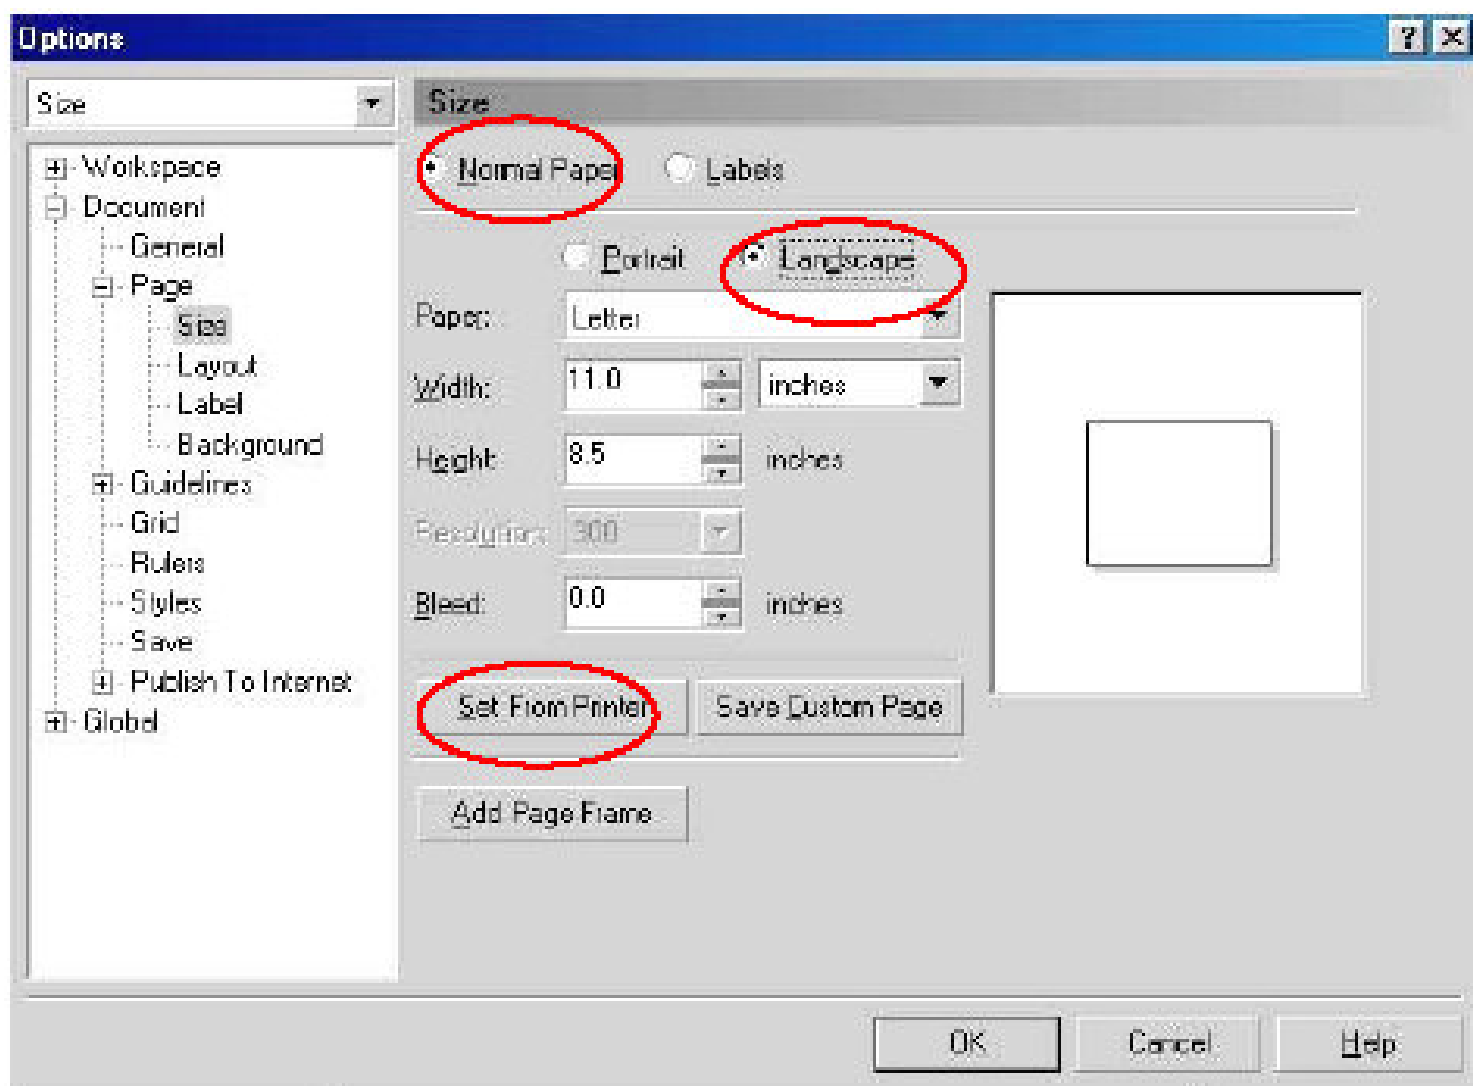 Options
Size
Workspace
Document
General
Page
Size
Layout
Label
Background
Guidelines
Grid
Rulers
Styles
Save
Publish To Internet
Global
Size
Normal Paper Labels
Portrait Landscape
Paper: Letter
Width: 11.0 inches
Height: 8.5 inches
Resolution: 300
Bleed: 0.0 inches
Set From Printer Save Custom Page
Add Page Frame
OK Cancel Help